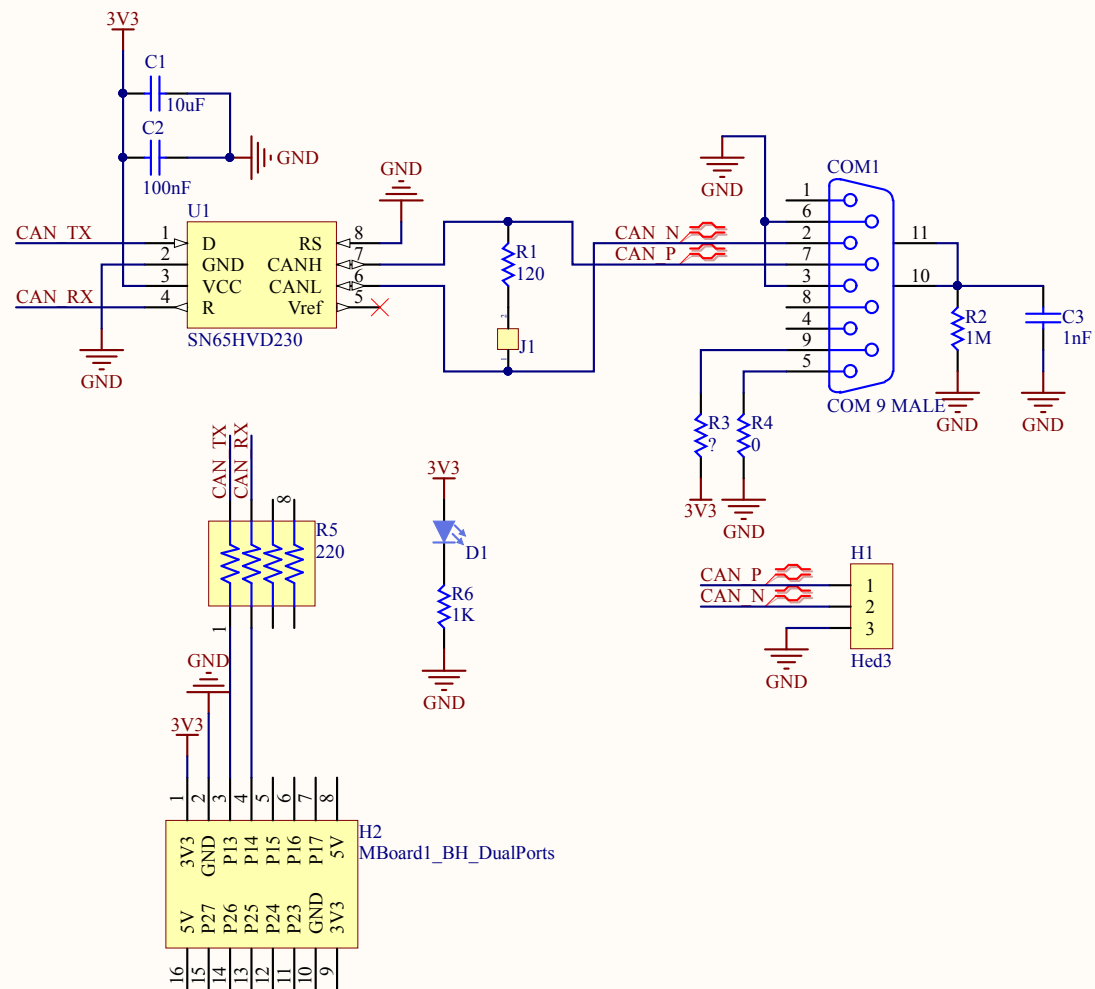 3V3
C1
10uF
C2
100nF
GND
GND
U1
CAN_TX
1
D
RS
8
2
GND
CANH
7
3
VCC
CANL
6
CAN_RX
4
R
Vref
5
SN65HVD230
GND
R1
120
2
J1
1
CAN_N
CAN_P
GND
COM1
1
6
2
7
3
8
4
9
5
11
10
COM 9 MALE
R2
1M
GND
C3
1nF
GND
R3
?
3V3
R4
0
GND
CAN_TX
CAN_RX
8
R5
220
1
3V3
D1
R6
1K
GND
CAN_P
CAN_N
H1
1
2
3
Hed3
GND
GND
3V3
1
2
3
4
5
6
7
8
3V3
GND
P13
P14
P15
P16
P17
5V
H2
MBoard1_BH_DualPorts
5V
P27
P26
P25
P24
P23
GND
3V3
16
15
14
13
12
11
10
9